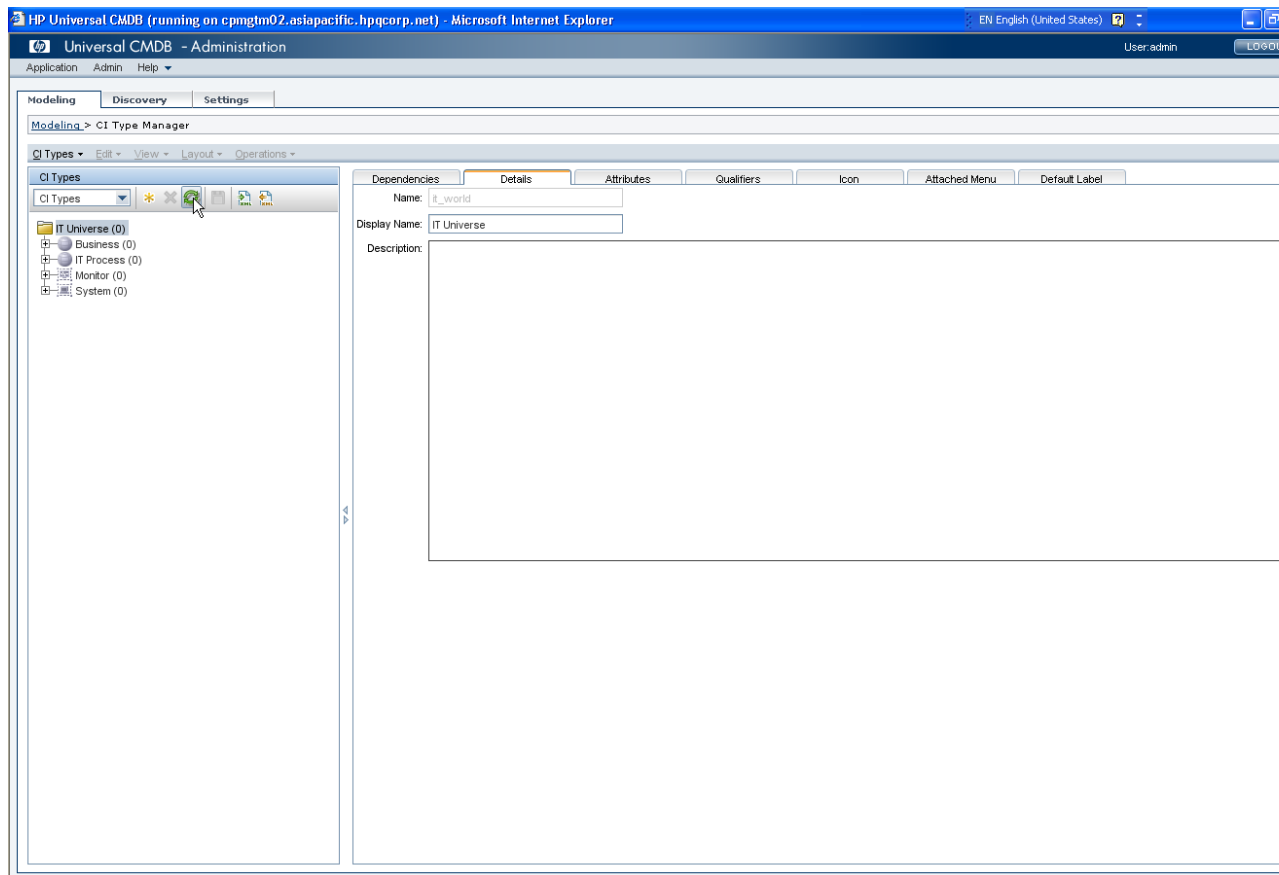 HP Universal CMDB (running on cpmgtm02.asiapacific.hpqcorp.net) - Microsoft Internet Explorer
EN English (United States)
hp Universal CMDB - Administration
User:admin
LOGOU
Application Admin Help
Modeling Discovery Settings
Modeling > CI Type Manager
CI Types Edit View Layout Operations
CI Types
CI Types
IT Universe (0)
Business (0)
IT Process (0)
Monitor (0)
System (0)
Dependencies Details Attributes Qualifiers Icon Attached Menu Default Label
Name: it_world
Display Name: IT Universe
Description: